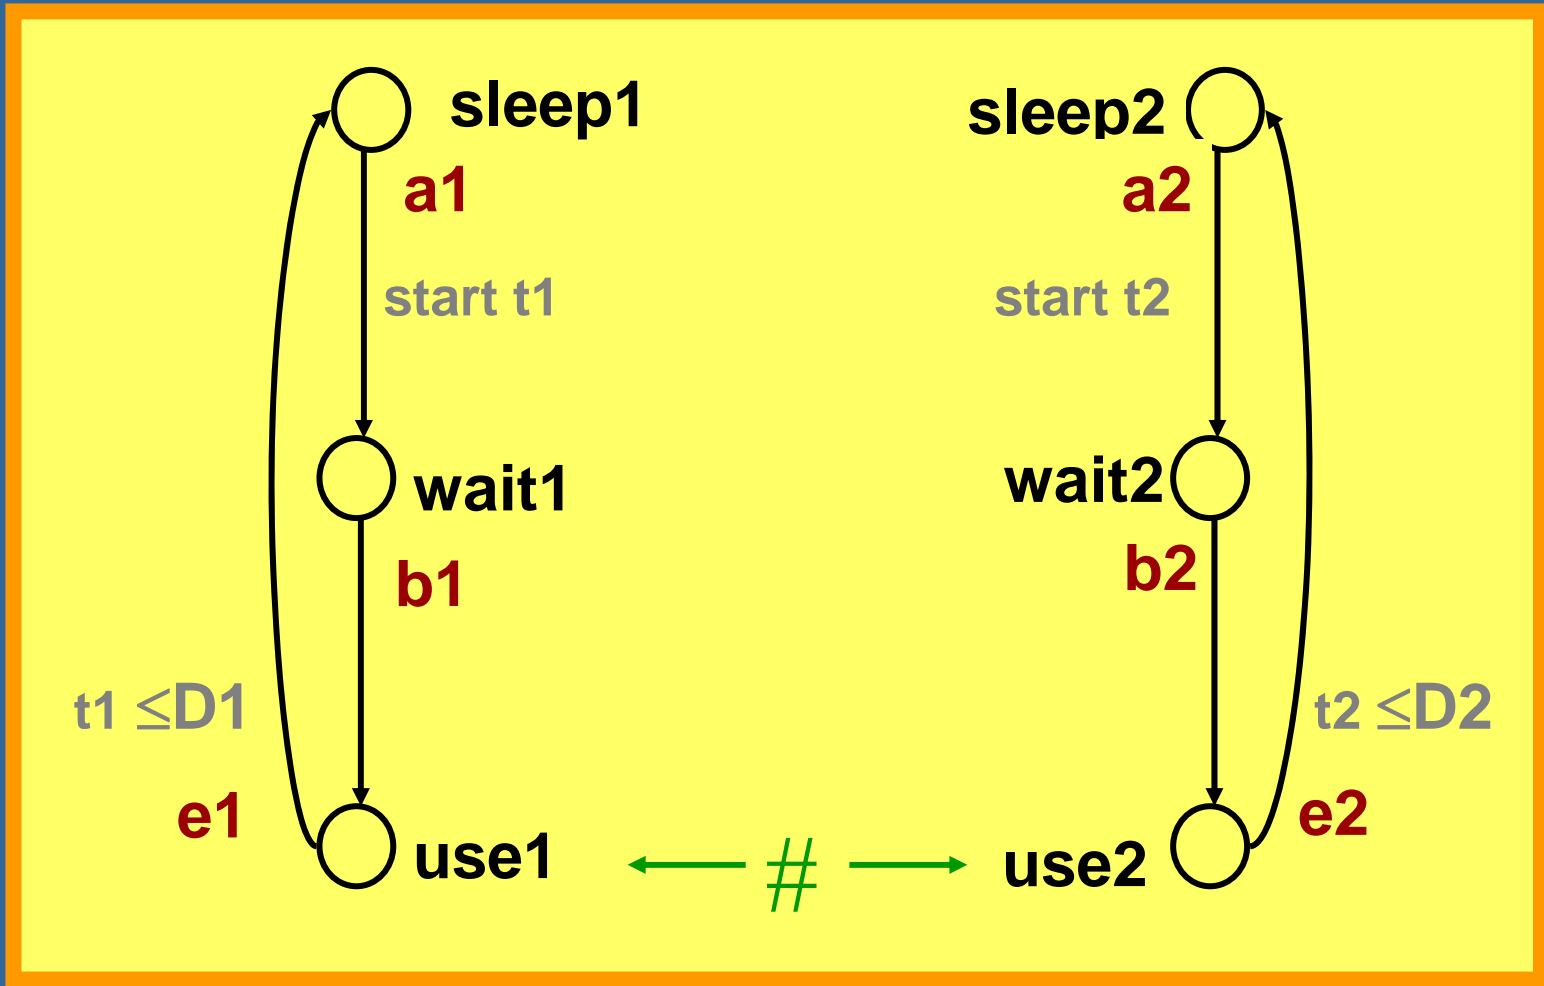 sleep1
sleep2
a1
a2
start t1
start t2
wait1
wait2
b1
b2
t1 ≤D1
t2 ≤D2
e1
e2
use1
#
use2